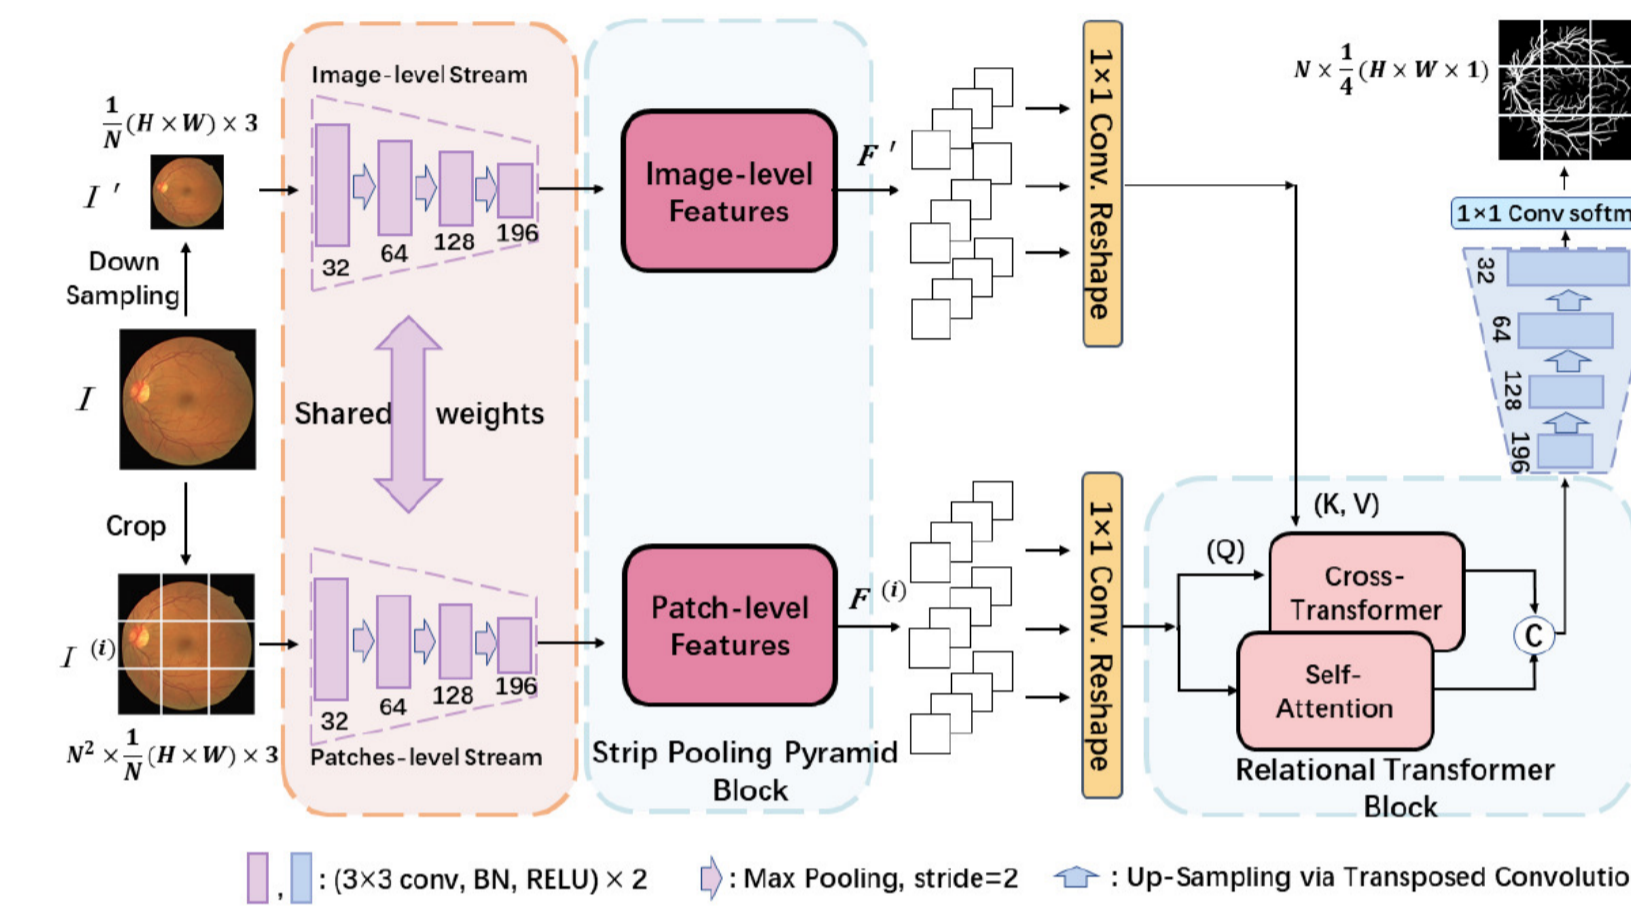 Image-level Stream
1/N (H × W) × 3
I ′
32
64
128
196
Down
Sampling
I
Shared weights
Crop
I (i)
N² × 1/N (H × W) × 3
32
64
128
196
Patches-level Stream
Image-level
Features
Patch-level
Features
Strip Pooling Pyramid
Block
F ′
F (i)
1×1 Conv. Reshape
1×1 Conv. Reshape
(K, V)
(Q)
Cross-
Transformer
Self-
Attention
C
Relational Transformer
Block
196
128
64
32
1×1 Conv softm
N × 1/4 (H × W × 1)
, : (3×3 conv, BN, RELU) × 2
: Max Pooling, stride=2
: Up-Sampling via Transposed Convolutio